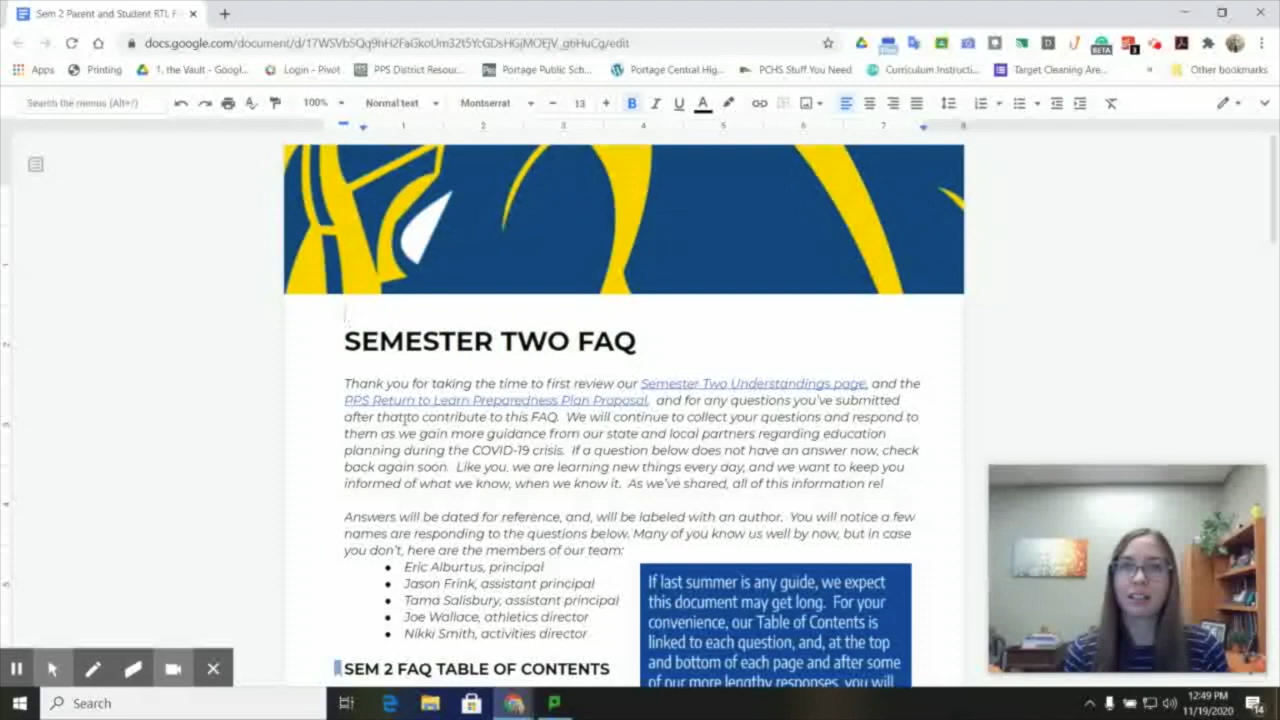 Sem 2 Parent and Student RTL F
docs.google.com/document/d/
Apps
Printing
1. the Vault - Googl...
Login - Pivot
PPS District Resou...
Portage Public Sch...
Portage Central Hig...
PCHS Stuff You Need
Curriculum Instructi...
Target Cleaning Are...
Other bookmarks
Search the menus (Alt+/)
100%
Normal text
Montserrat
13
SEMESTER TWO FAQ
Thank you for taking the time to first review our Semester Two Understandings page, and the
PPS Return to Learn Preparedness Plan Proposal, and for any questions you've submitted
after that to contribute to this FAQ. We will continue to collect your questions and respond to
them as we gain more guidance from our state and local partners regarding education
planning during the COVID-19 crisis. If a question below does not have an answer now, check
back again soon. Like you, we are learning new things every day, and we want to keep you
informed of what we know, when we know it. As we've shared, all of this information rel
Answers will be dated for reference, and, will be labeled with an author. You will notice a few
names are responding to the questions below. Many of you know us well by now, but in case
you don't, here are the members of our team:
Eric Alburtus, principal
Jason Frink, assistant principal
Tama Salisbury, assistant principal
Joe Wallace, athletics director
Nikki Smith, activities director
SEM 2 FAQ TABLE OF CONTENTS
If last summer is any guide, we expect
this document may get long. For your
convenience, our Table of Contents is
linked to each question, and, at the top
and bottom of each page and after some
of our more lengthy responses, you will
Search
12:49 PM
11/19/2020